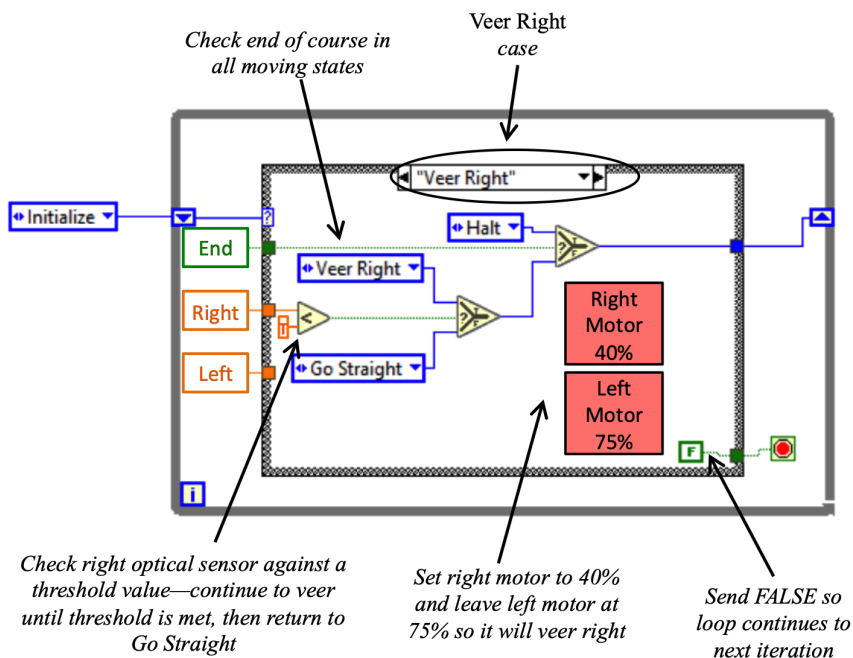 Check end of course in
all moving states
Veer Right
case
"Veer Right"
Initialize
?
End
Halt
?
T
F
Veer Right
Right
<
T
?
T
F
Left
Go Straight
Right
Motor
40%
Left
Motor
75%
F
i
Check right optical sensor against a
threshold value—continue to veer
until threshold is met, then return to
Go Straight
Set right motor to 40%
and leave left motor at
75% so it will veer right
Send FALSE so
loop continues to
next iteration